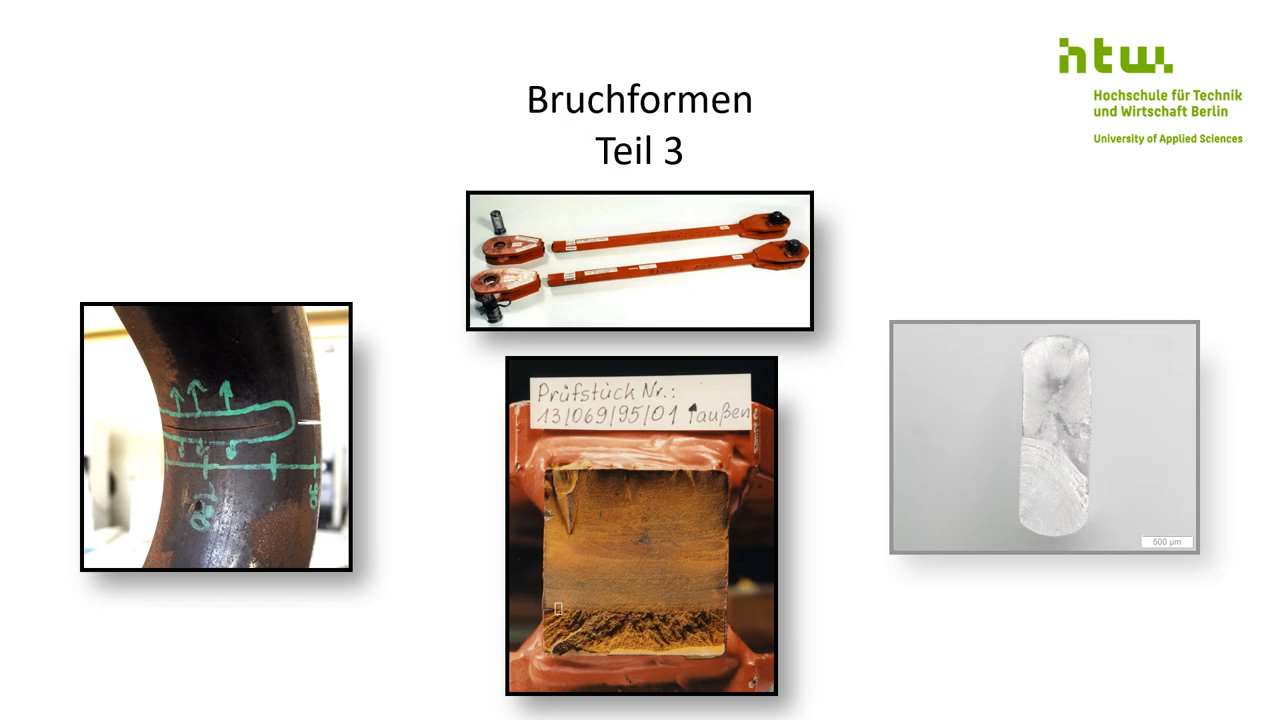 htw.
Hochschule für Technik
und Wirtschaft Berlin
University of Applied Sciences
Bruchformen
Teil 3
Prüfstück Nr.:
13/069/95/01 ↑außen
500 µm